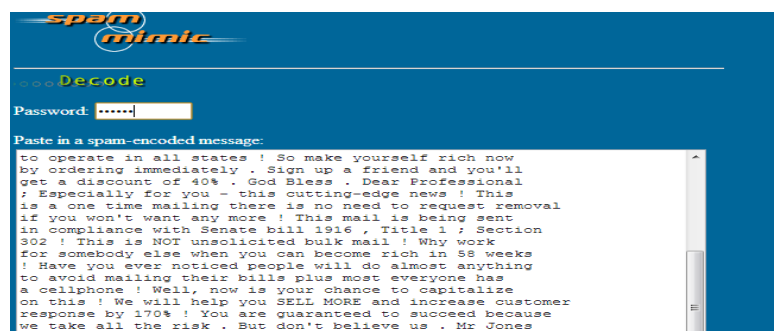 spam
mimic
Decode
Password: ••••••
Paste in a spam-encoded message:
to operate in all states ! So make yourself rich now
by ordering immediately . Sign up a friend and you'll
get a discount of 40% . God Bless . Dear Professional
; Especially for you - this cutting-edge news ! This
is a one time mailing there is no need to request removal
if you won't want any more ! This mail is being sent
in compliance with Senate bill 1916 , Title 1 ; Section
302 ! This is NOT unsolicited bulk mail ! Why work
for somebody else when you can become rich in 58 weeks
! Have you ever noticed people will do almost anything
to avoid mailing their bills plus most everyone has
a cellphone ! Well, now is your chance to capitalize
on this ! We will help you SELL MORE and increase customer
response by 170% ! You are guaranteed to succeed because
we take all the risk . But don't believe us . Mr Jones